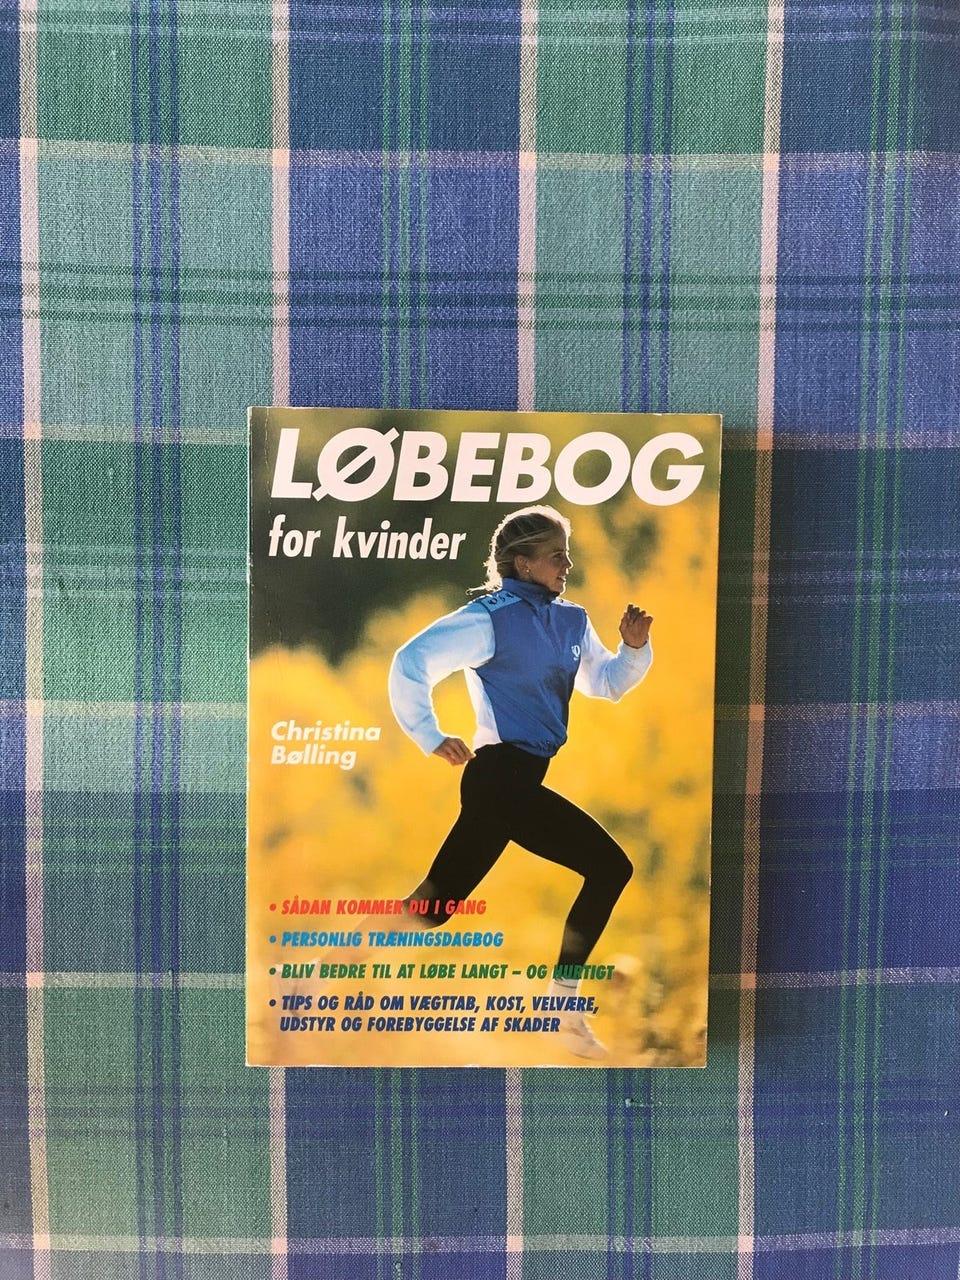 LØBEBOG
for kvinder
Christina
Bølling
• SÅDAN KOMMER DU I GANG
• PERSONLIG TRÆNINGSDAGBOG
• BLIV BEDRE TIL AT LØBE LANGT – OG HURTIGT
• TIPS OG RÅD OM VÆGTTAB, KOST, VELVÆRE,
UDSTYR OG FOREBYGGELSE AF SKADER